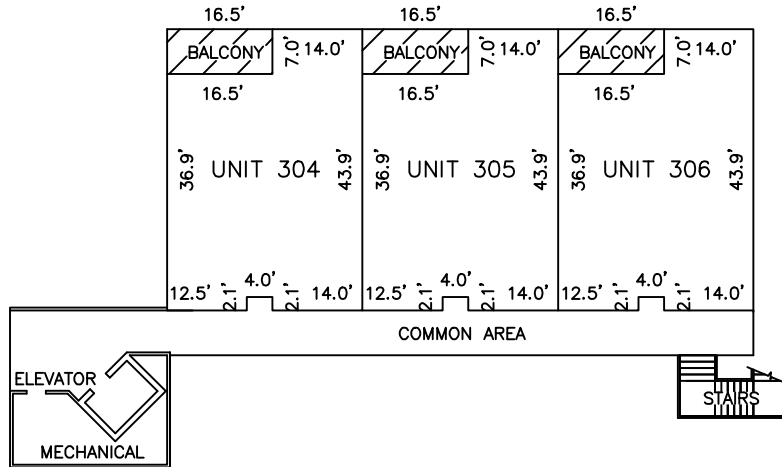 16.5' 16.5' 16.5'
BALCONY 7.0' 14.0' BALCONY 7.0' 14.0' BALCONY 7.0' 14.0'
16.5' 16.5' 16.5'
36.9' UNIT 304 43.9' 36.9' UNIT 305 43.9' 36.9' UNIT 306 43.9'
4.0' 4.0' 4.0'
12.5' 2.1' 2.1' 14.0' 12.5' 2.1' 2.1' 14.0' 12.5' 2.1' 2.1' 14.0'
COMMON AREA
ELEVATOR
STAIRS
MECHANICAL